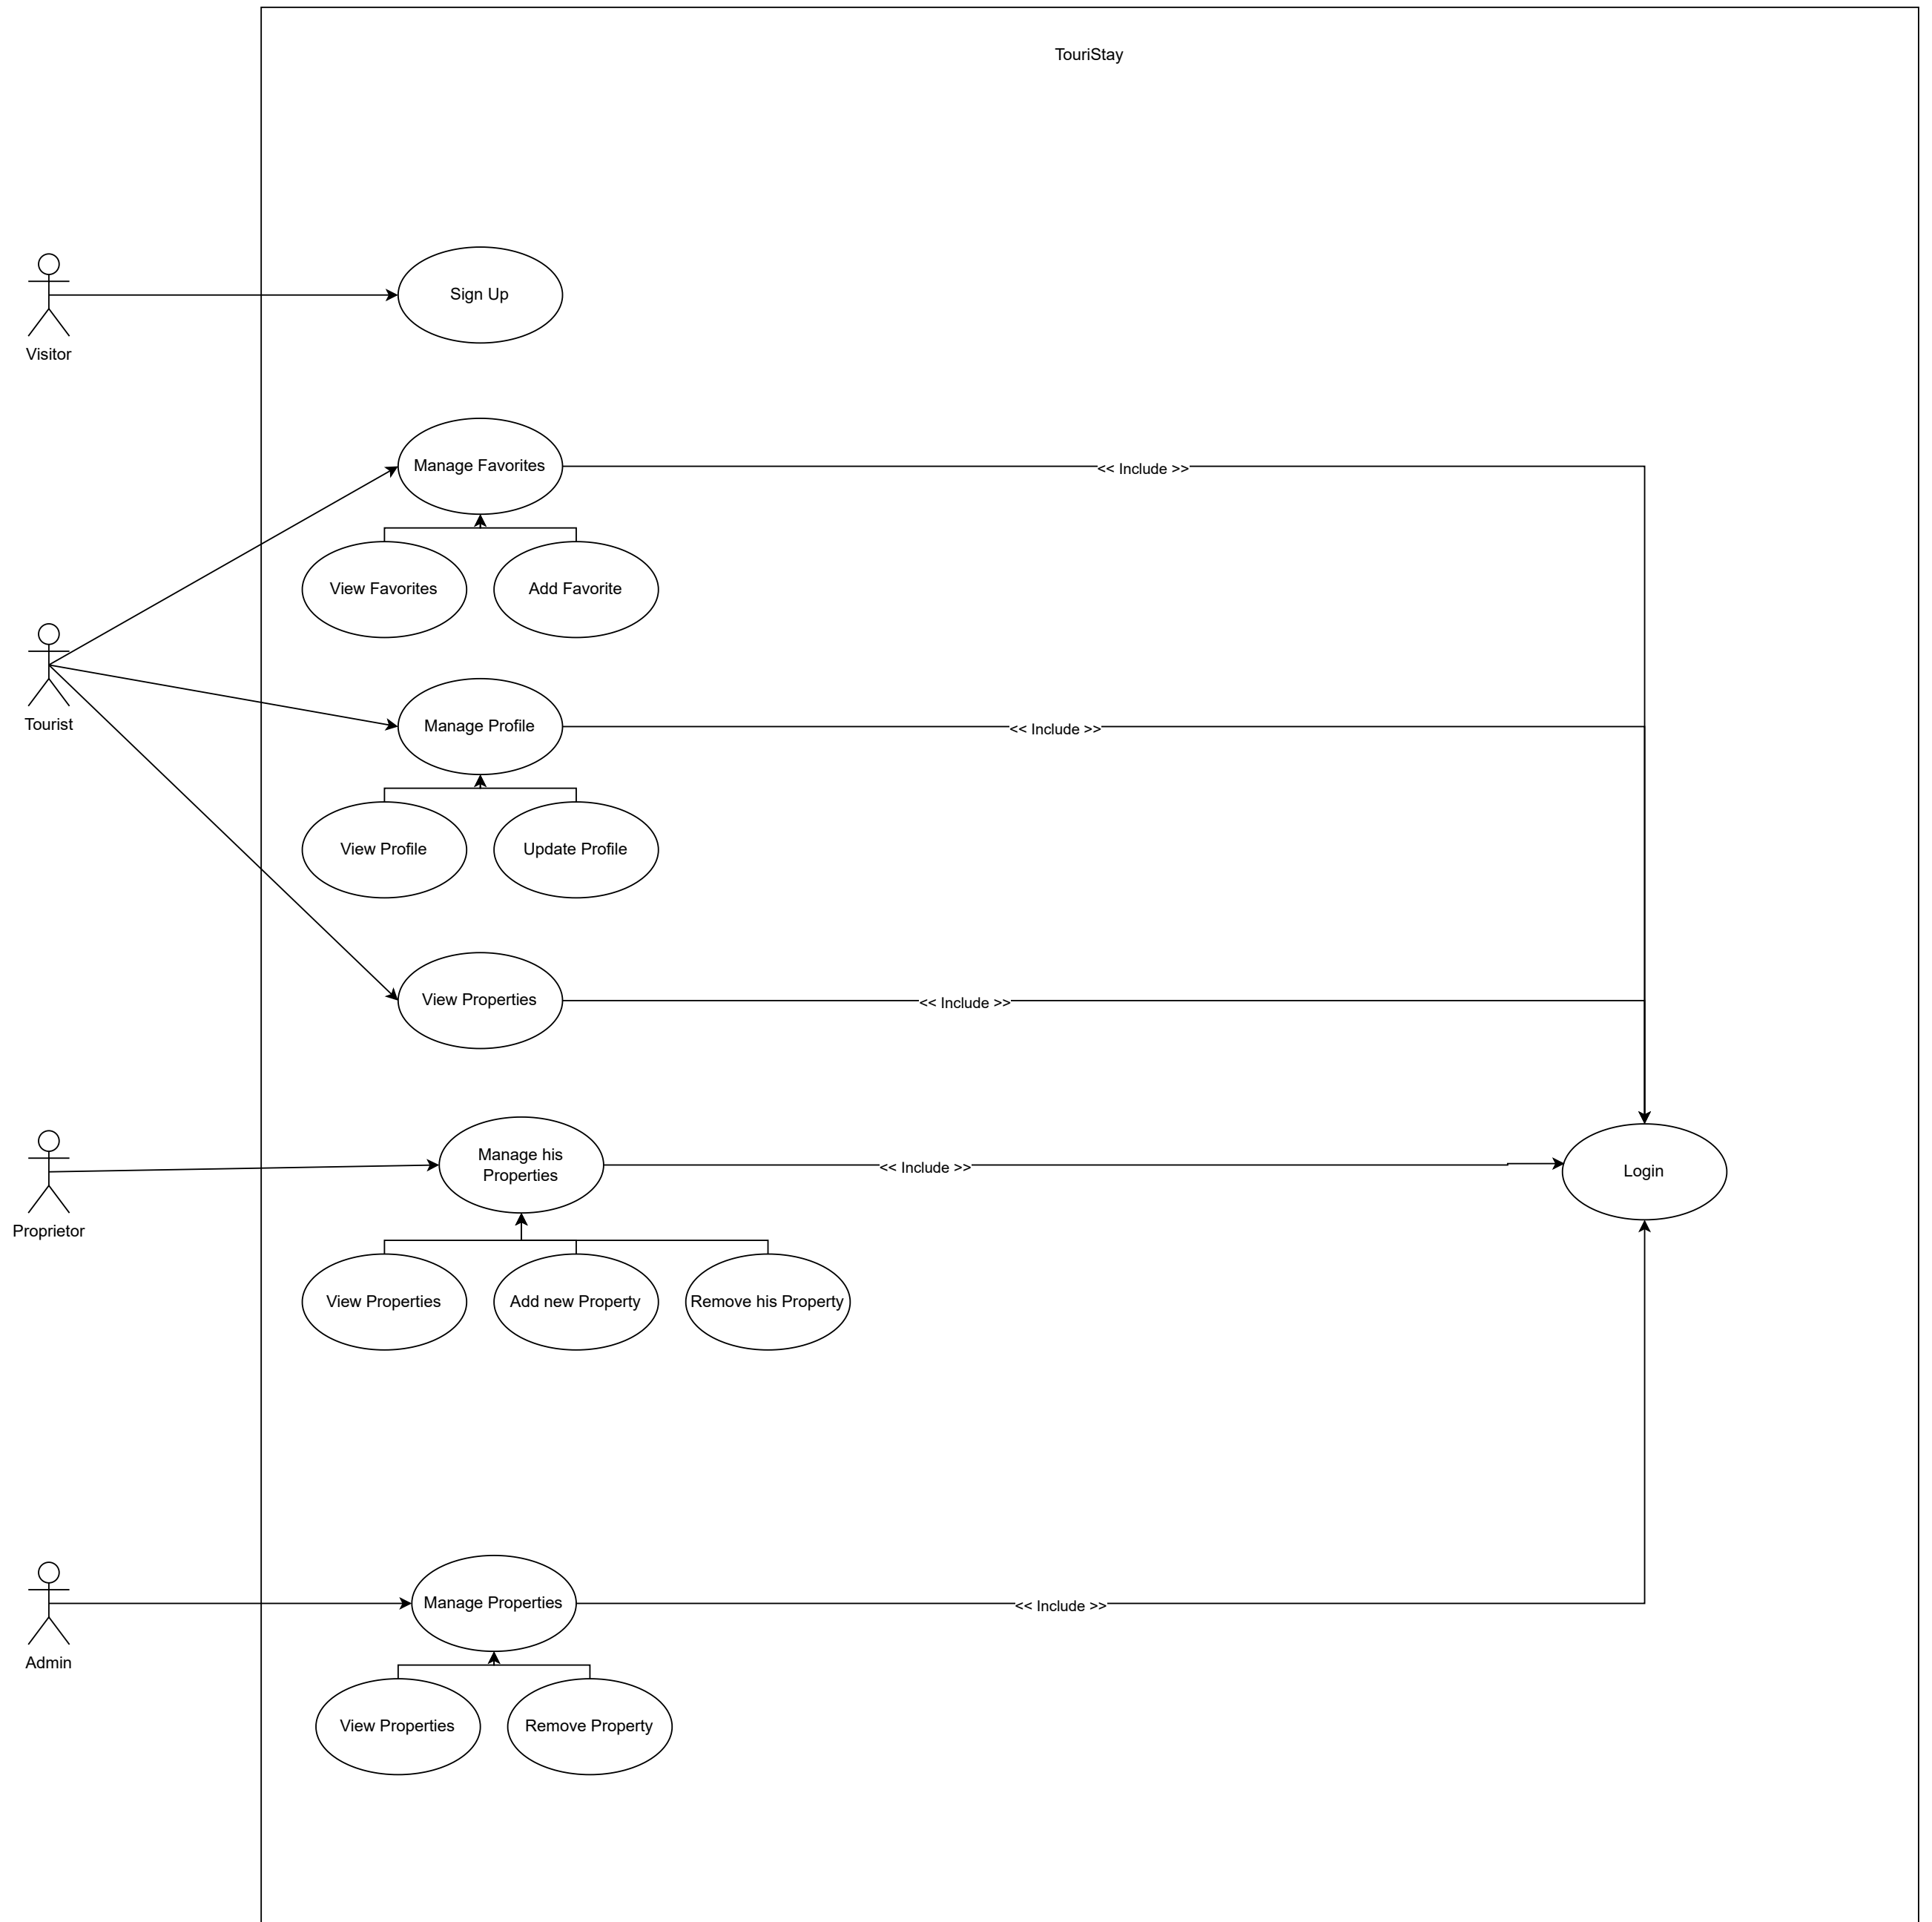 TouriStay
Sign Up
Visitor
Manage Favorites
<< Include >>
View Favorites
Add Favorite
Tourist
Manage Profile
<< Include >>
View Profile
Update Profile
View Properties
<< Include >>
Manage his
Properties
<< Include >>
Login
Proprietor
View Properties
Add new Property
Remove his Property
Manage Properties
<< Include >>
Admin
View Properties
Remove Property